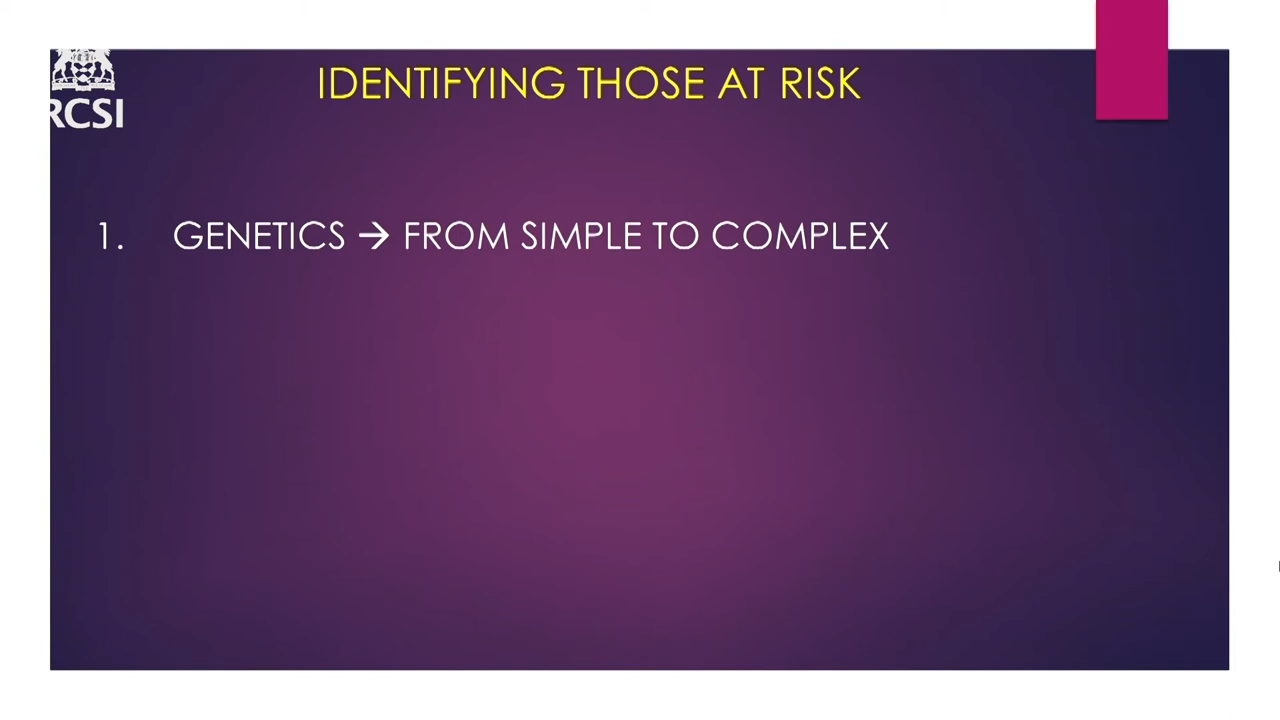 IDENTIFYING THOSE AT RISK
RCSI
1. GENETICS → FROM SIMPLE TO COMPLEX